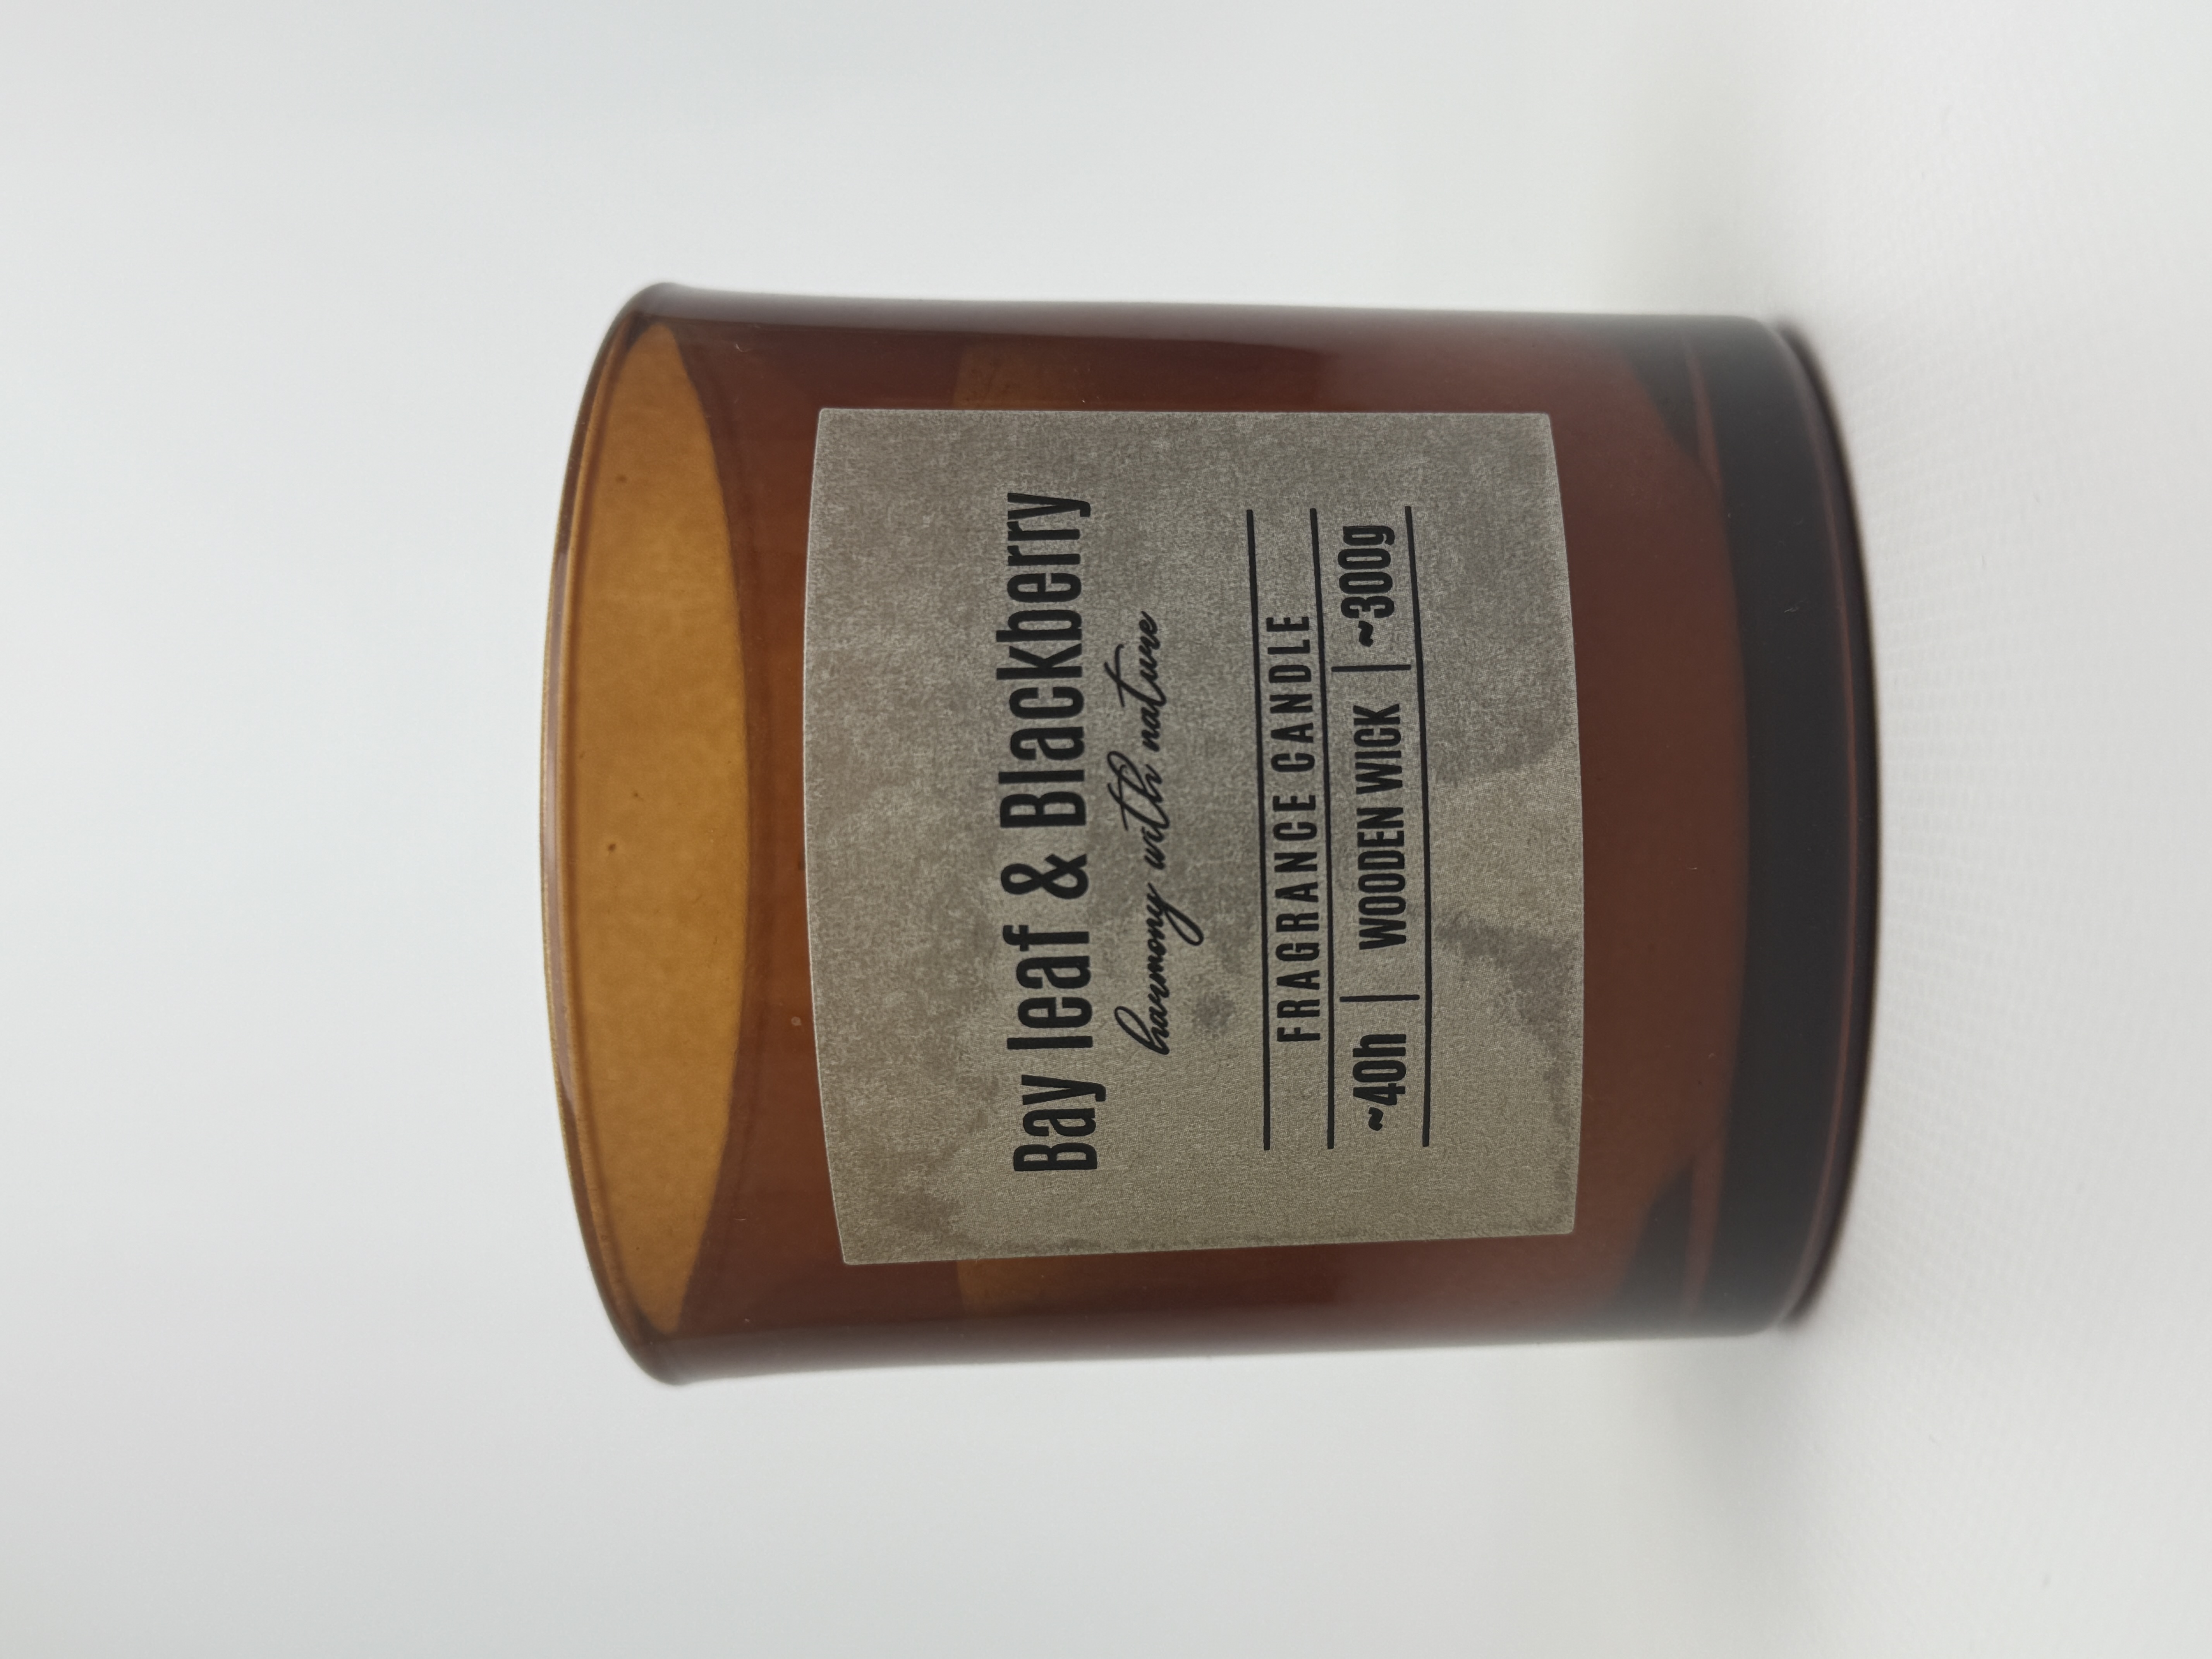 Bay leaf & Blackberry
harmony with nature
FRAGRANCE CANDLE
~40h | WOODEN WICK | ~300g